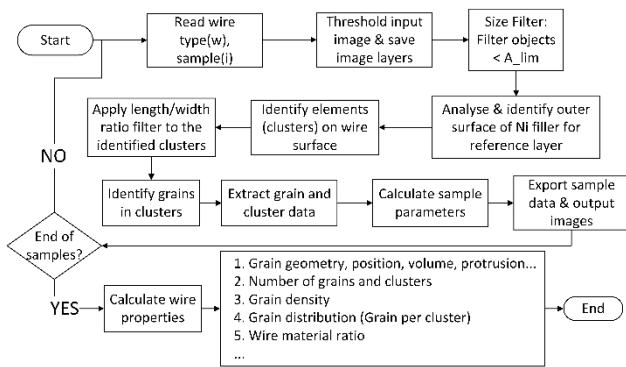 Start
Read wire
type(w),
sample(i)
Threshold input
image & save
image layers
Size Filter:
Filter objects
< A_lim
Apply length/width
ratio filter to the
identified clusters
Identify elements
(clusters) on wire
surface
Analyse & identify outer
surface of Ni filler for
reference layer
NO
Identify grains
in clusters
Extract grain and
cluster data
Calculate sample
parameters
Export sample
data & output
images
End of
samples?
YES
Calculate wire
properties
1. Grain geometry, position, volume, protrusion...
2. Number of grains and clusters
3. Grain density
4. Grain distribution (Grain per cluster)
5. Wire material ratio
...
End